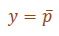 y = p̄